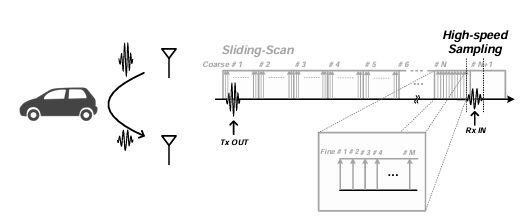 High-speed
Sampling
Sliding-Scan
Coarse # 1 # 2 # 3 # 4 # 5 # 6 # N # N+1
Tx OUT
Rx IN
Fine # 1 # 2 # 3 # 4 # M